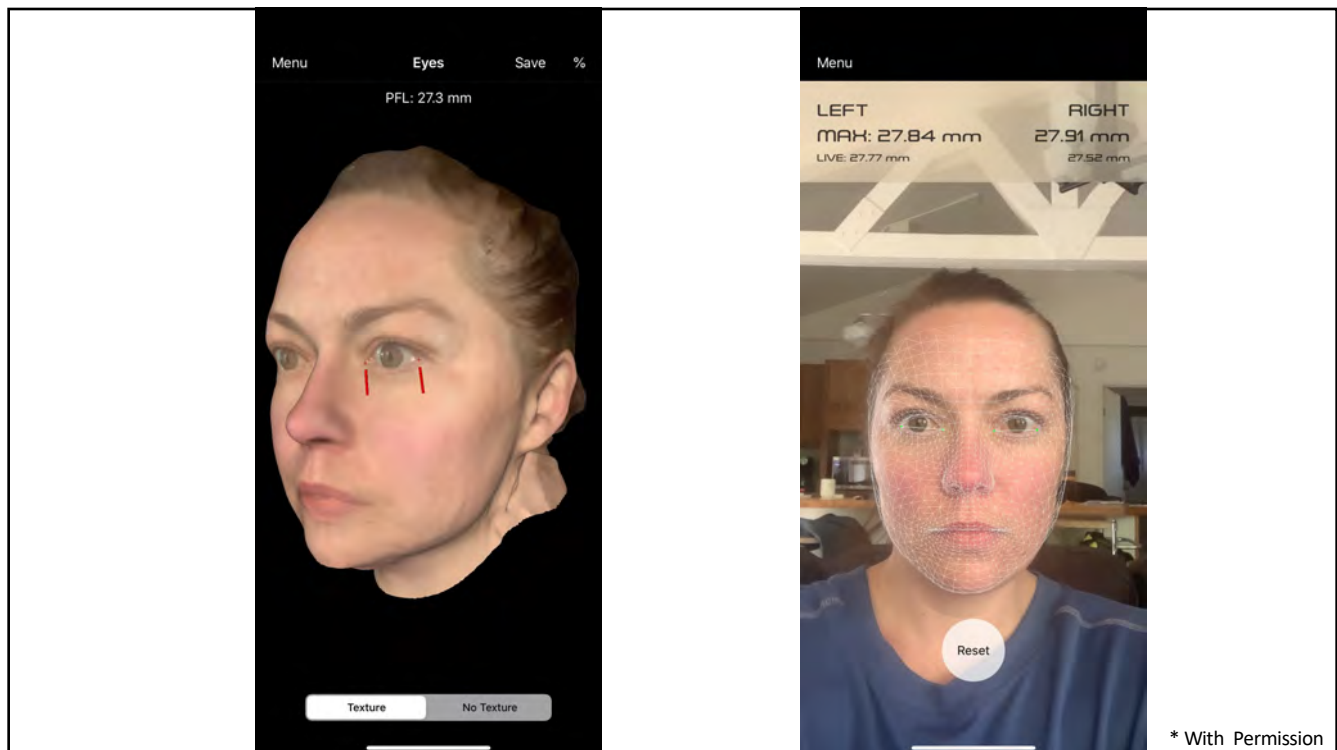 Menu Eyes Save %
PFL: 27.3 mm
Texture No Texture
Menu
LEFT RIGHT
MAX: 27.84 mm 27.91 mm
LIVE: 27.77 mm 27.52 mm
Reset
* With Permission